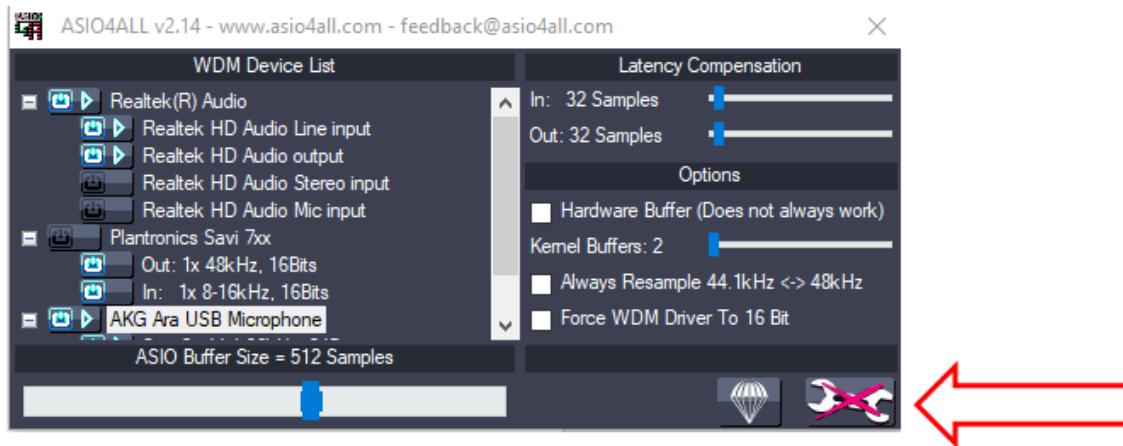 ASIO4ALL v2.14 - www.asio4all.com - feedback@asio4all.com
WDM Device List
Realtek(R) Audio
Realtek HD Audio Line input
Realtek HD Audio output
Realtek HD Audio Stereo input
Realtek HD Audio Mic input
Plantronics Savi 7xx
Out: 1x 48kHz, 16Bits
In: 1x 8-16kHz, 16Bits
AKG Ara USB Microphone
ASIO Buffer Size = 512 Samples
Latency Compensation
In: 32 Samples
Out: 32 Samples
Options
Hardware Buffer (Does not always work)
Kernel Buffers: 2
Always Resample 44.1kHz <-> 48kHz
Force WDM Driver To 16 Bit